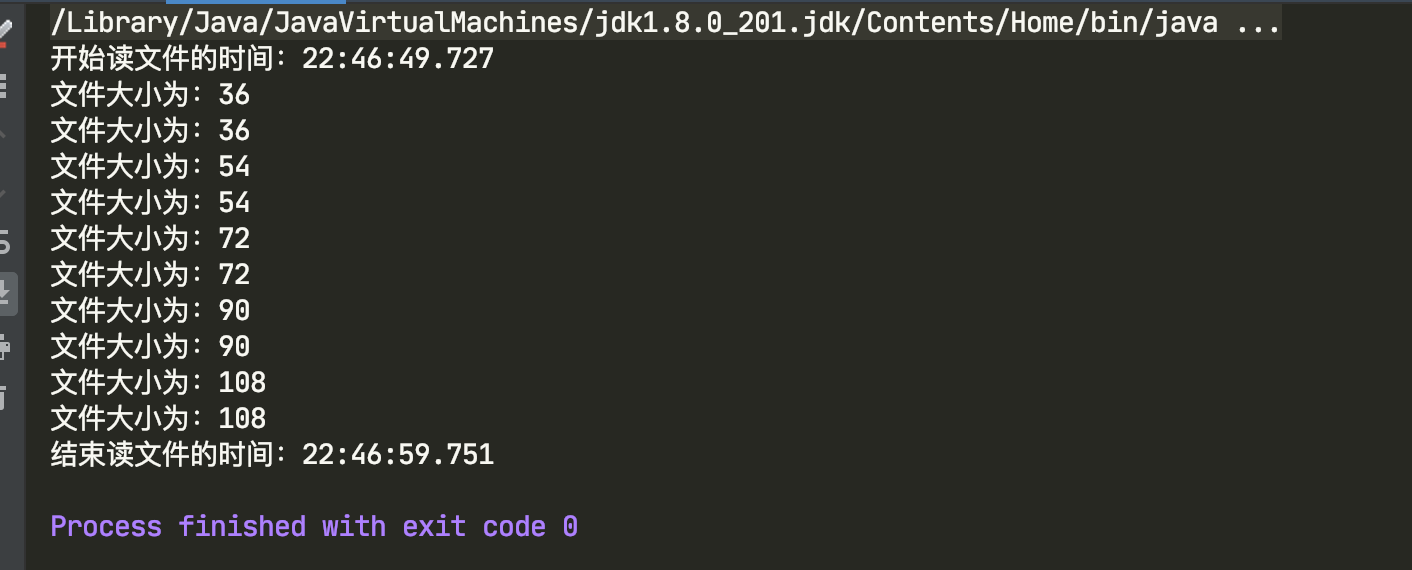 /Library/Java/JavaVirtualMachines/jdk1.8.0_201.jdk/Contents/Home/bin/java ...
开始读文件的时间：22:46:49.727
文件大小为：36
文件大小为：36
文件大小为：54
文件大小为：54
文件大小为：72
文件大小为：72
文件大小为：90
文件大小为：90
文件大小为：108
文件大小为：108
结束读文件的时间：22:46:59.751
Process finished with exit code 0